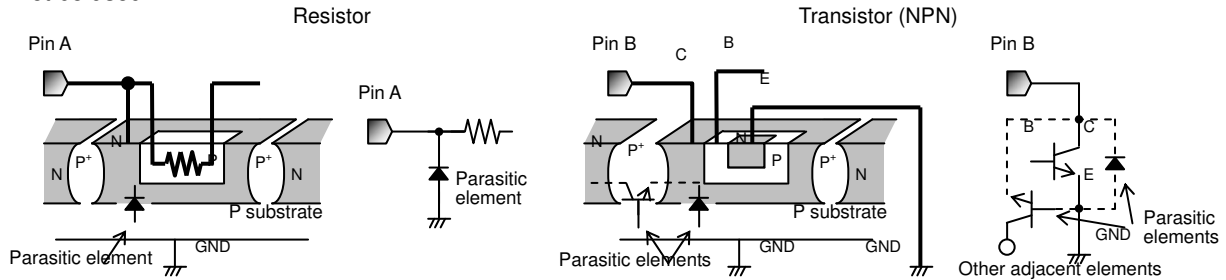 Resistor
Transistor (NPN)
Pin A
Pin B
C
B
E
Pin B
Pin A
N
P
N
P+
P+
N
Parasitic
element
P substrate
GND
Parasitic element
N
P
N
P+
P+
N
GND
GND
Parasitic elements
B
C
E
GND
Parasitic
elements
Other adjacent elements